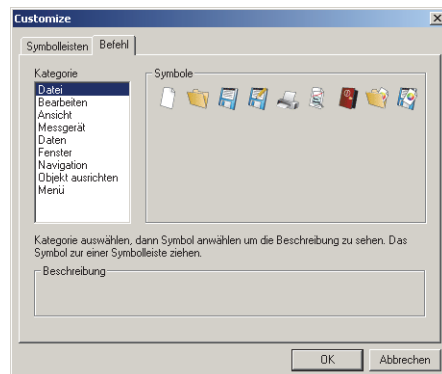 Customize
Symbolleisten Befehl
Kategorie
Datei
Bearbeiten
Ansicht
Messgerät
Daten
Fenster
Navigation
Objekt ausrichten
Menü
Symbole
Kategorie auswählen, dann Symbol anwählen um die Beschreibung zu sehen. Das
Symbol zur einer Symbolleiste ziehen.
Beschreibung
OK Abbrechen